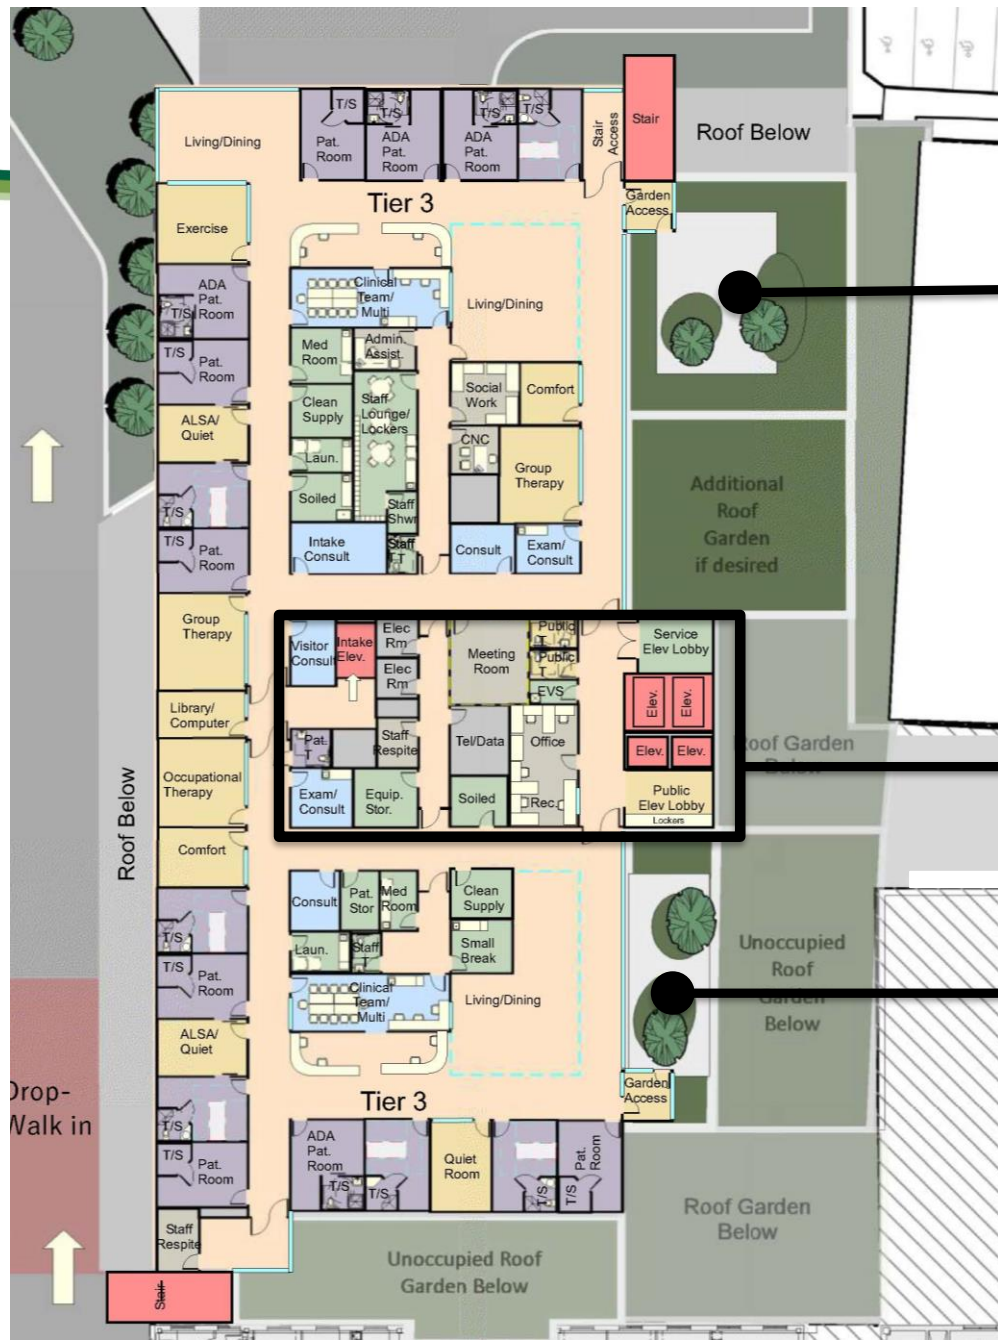 T/S
T/S
T/S
T/S
Living/Dining
Pat.
Room
ADA
Pat.
Room
ADA
Pat.
Room
Stair
Access
Stair
Roof Below
Tier 3
Garden
Access
Exercise
ADA
Pat.
Room
T/S
Clinical
Team/
Multi
Living/Dining
T/S
Pat.
Room
Med
Room
Admin.
Assist.
Social
Work
Comfort
ALSA/
Quiet
Clean
Supply
Staff
Lounge/
Lockers
CNC
Laun.
Group
Therapy
Additional
Roof
Garden
if desired
T/S
Soiled
Staff
Shwr
T/S
Pat.
Room
Intake
Consult
Staff
T
Consult
Exam/
Consult
Group
Therapy
Visitor
Consult
Intake
Elev.
Elec
Rm
Elec
Rm
Meeting
Room
Public
T
Public
T
EVS
Service
Elev Lobby
Elev.
Elev.
Library/
Computer
Pat.
T
Staff
Respite
Tel/Data
Office
Elev.
Elev.
Roof Garden
Below
Occupational
Therapy
Exam/
Consult
Equip.
Stor.
Soiled
Rec.
Public
Elev Lobby
Lockers
Roof Below
Comfort
Consult
Pat.
Stor
Med
Room
Clean
Supply
T/S
Laun.
Staff
T
Small
Break
Unoccupied
Roof
Garden
Below
T/S
Pat.
Room
Clinical
Team/
Multi
Living/Dining
ALSA/
Quiet
Drop-
Walk in
Tier 3
Garden
Access
T/S
ADA
Pat.
Room
T/S
T/S
Quiet
Room
T/S
Pat.
Room
T/S
T/S
Pat.
Room
Roof Garden
Below
Staff
Respite
Unoccupied Roof
Garden Below
Stair